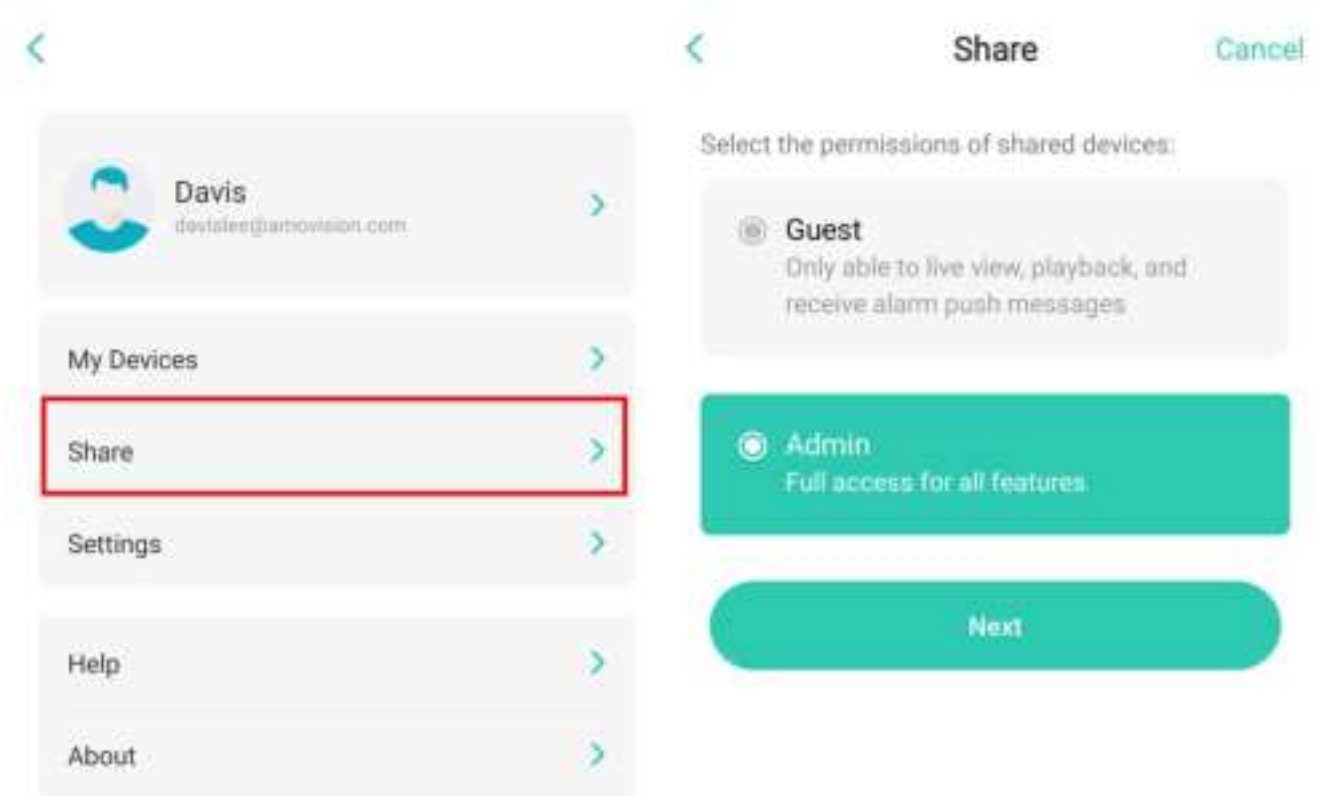 Davis
davislee@amovision.com
My Devices
Share
Settings
Help
About
Share
Cancel
Select the permissions of shared devices:
Guest
Only able to live view, playback, and
receive alarm push messages
Admin
Full access for all features
Next